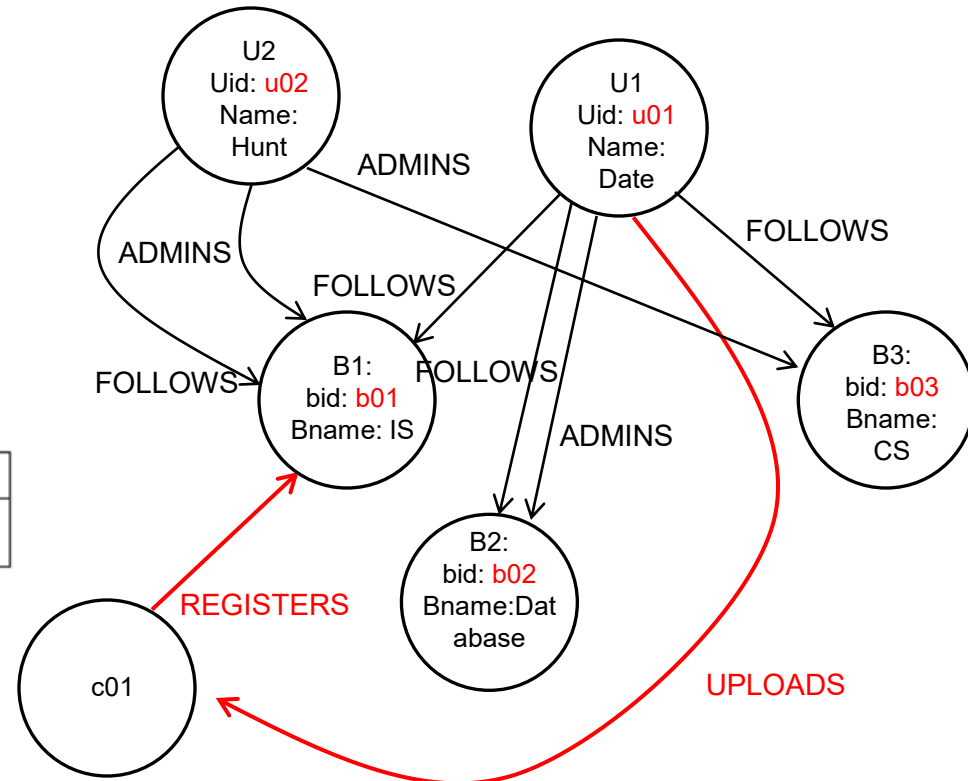 U2
Uid: u02
Name:
Hunt
U1
Uid: u01
Name:
Date
ADMINS
FOLLOWS
ADMINS
FOLLOWS
FOLLOWS
FOLLOWS
B1:
bid: b01
Bname: IS
B3:
bid: b03
Bname:
CS
ADMINS
B2:
bid: b02
Bname:Dat
abase
REGISTERS
c01
UPLOADS